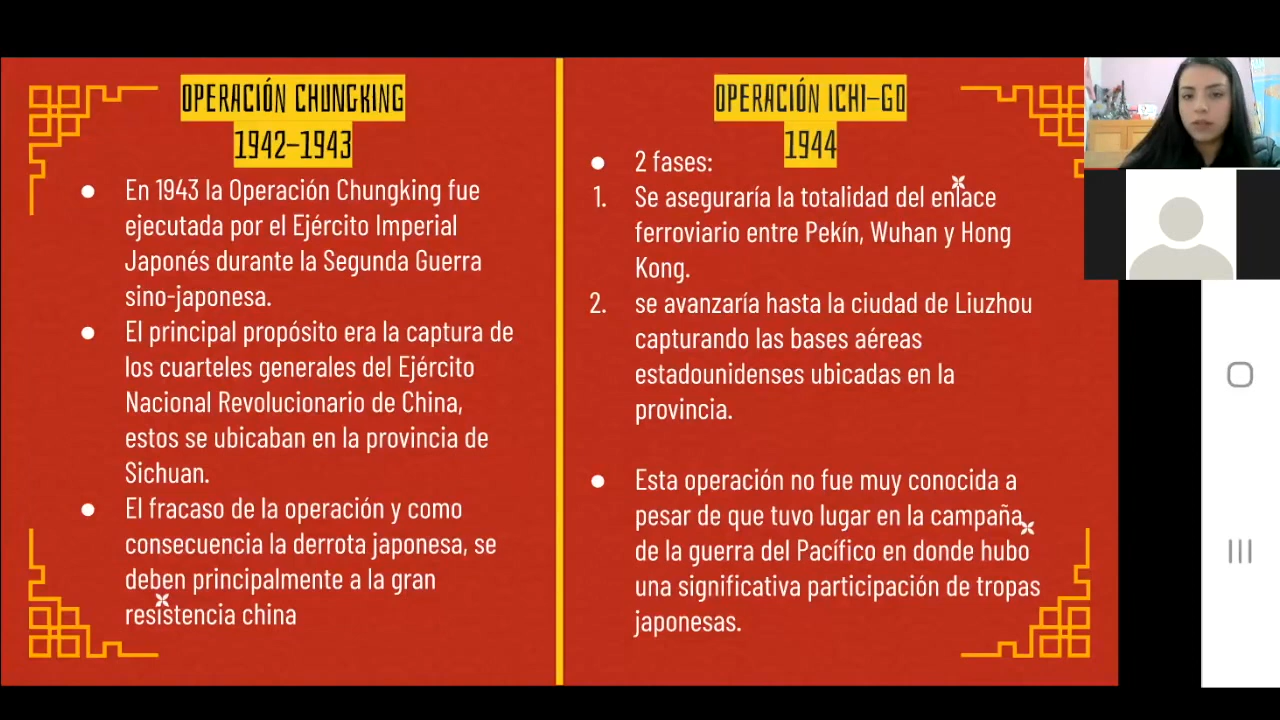 OPERACIÓN CHUNGKING
1942–1943
En 1943 la Operación Chungking fue
ejecutada por el Ejército Imperial
Japonés durante la Segunda Guerra
sino-japonesa.
El principal propósito era la captura de
los cuarteles generales del Ejército
Nacional Revolucionario de China,
estos se ubicaban en la provincia de
Sichuan.
El fracaso de la operación y como
consecuencia la derrota japonesa, se
deben principalmente a la gran
resistencia china
OPERACIÓN ICHI–GO
1944
2 fases:
1. Se aseguraría la totalidad del enlace
ferroviario entre Pekín, Wuhan y Hong
Kong.
2. se avanzaría hasta la ciudad de Liuzhou
capturando las bases aéreas
estadounidenses ubicadas en la
provincia.
Esta operación no fue muy conocida a
pesar de que tuvo lugar en la campaña
de la guerra del Pacífico en donde hubo
una significativa participación de tropas
japonesas.